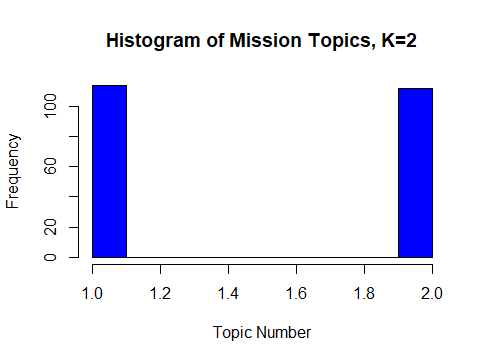 Histogram of Mission Topics, K=2
Frequency
100
60
20
0
1.0 1.2 1.4 1.6 1.8 2.0
Topic Number